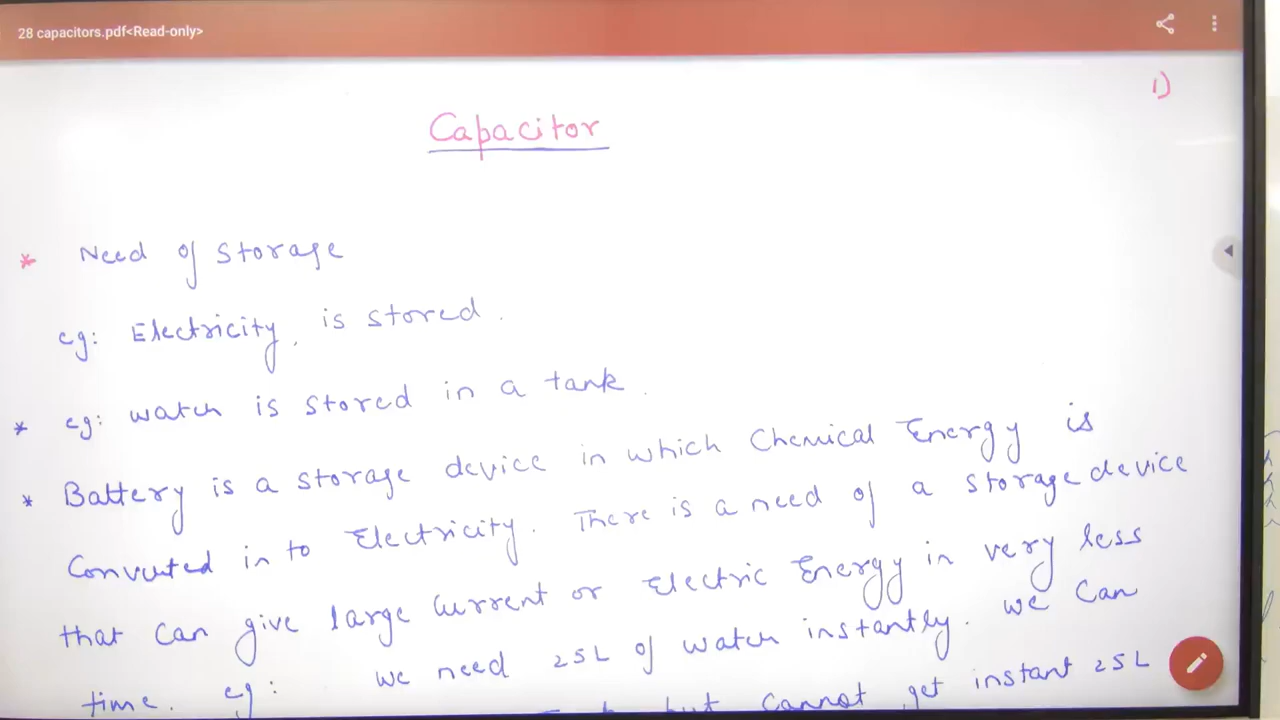 28 capacitors.pdf<Read-only>
1)
Capacitor
* Need of storage
eg: Electricity, is stored.
* eg: watch is stored in a tank.
* Battery is a storage device in which Chemical Energy is
Converted in to Electricity. There is a need of a storage device
that can give large current or Electric Energy in very less
time. eg: we need 25L of watch instantly. we can
but cannot get instant 25L